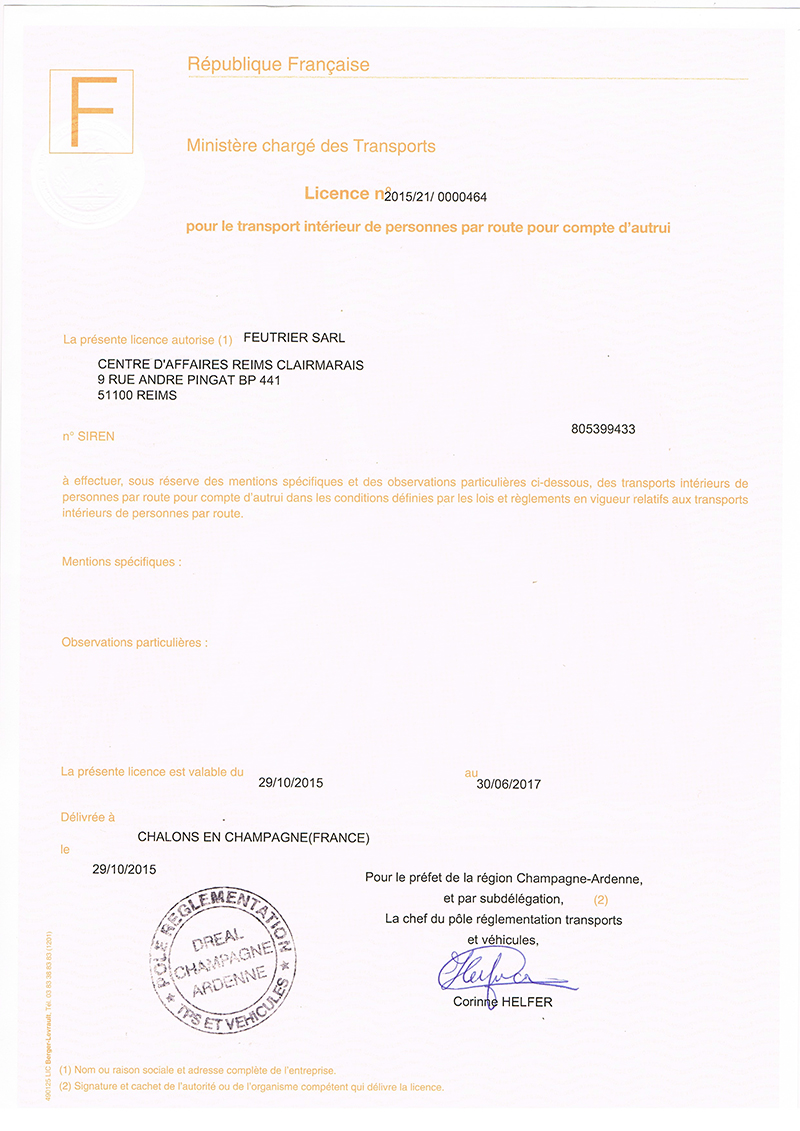 République Française
F
Ministère chargé des Transports
Licence n° 2015/21/ 0000464
pour le transport intérieur de personnes par route pour compte d'autrui
La présente licence autorise (1) FEUTRIER SARL
CENTRE D'AFFAIRES REIMS CLAIRMARAIS
9 RUE ANDRE PINGAT BP 441
51100 REIMS
805399433
n° SIREN
à effectuer, sous réserve des mentions spécifiques et des observations particulières ci-dessous, des transports intérieurs de
personnes par route pour compte d'autrui dans les conditions définies par les lois et règlements en vigueur relatifs aux transports
intérieurs de personnes par route.
Mentions spécifiques :
Observations particulières :
La présente licence est valable du 29/10/2015 au 30/06/2017
Délivrée à
CHALONS EN CHAMPAGNE(FRANCE)
le
29/10/2015
Pour le préfet de la région Champagne-Ardenne,
et par subdélégation, (2)
La chef du pôle réglementation transports
et véhicules,
Corinne HELFER
PÔLE REGLEMENTATION
DREAL
CHAMPAGNE
ARDENNE
TPS ET VEHICULES
(1) Nom ou raison sociale et adresse complète de l'entreprise.
(2) Signature et cachet de l'autorité ou de l'organisme compétent qui délivre la licence.
490125 LIC Berger-Levrault. Tél. 03 83 38 83 83 (1201)